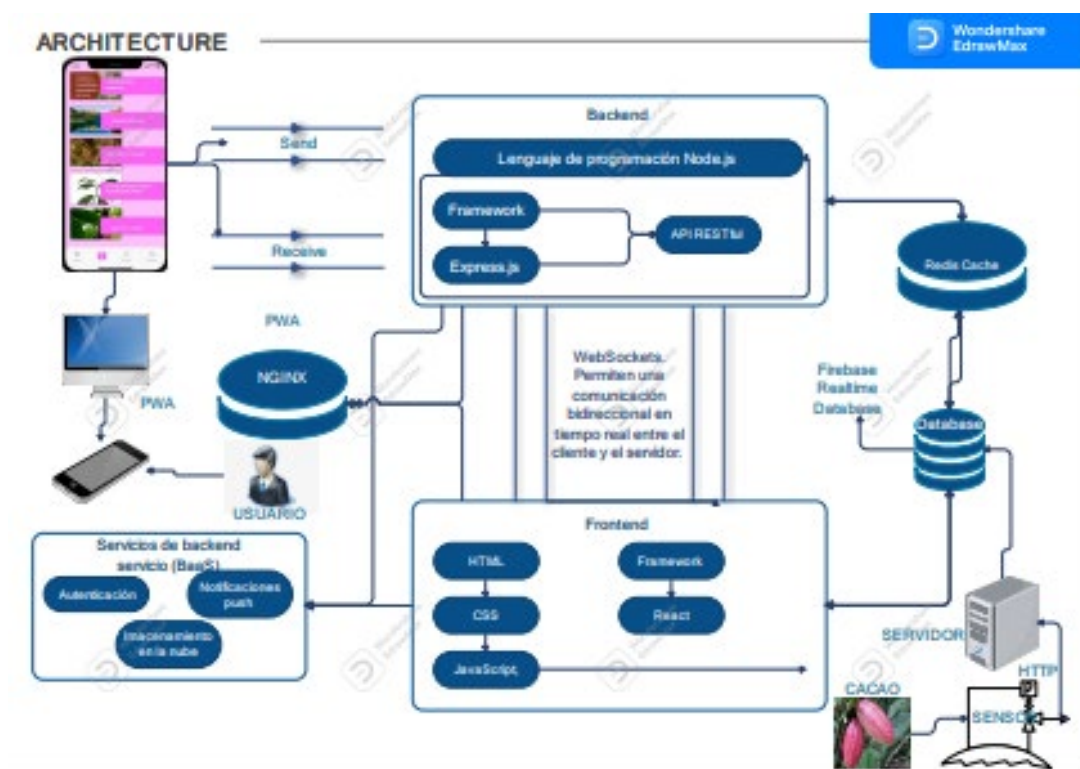 ARCHITECTURE
Wondershare
EdrawMax
Backend
Send
Lenguaje de programación Node.js
Framework
API RESTful
Receive
Express.js
Redis Cache
PWA
NGINX
WebSockets.
Permiten una
comunicación
bidireccional en
tiempo real entre el
cliente y el servidor.
Firebase
Realtime
Database
Database
PWA
USUARIO
Frontend
Servicios de backend
servicio (BaaS)
HTML
Framework
Autenticación
Notificaciones
push
CSS
React
en la nube
SERVIDOR
JavaScript,
HTTP
CACAO